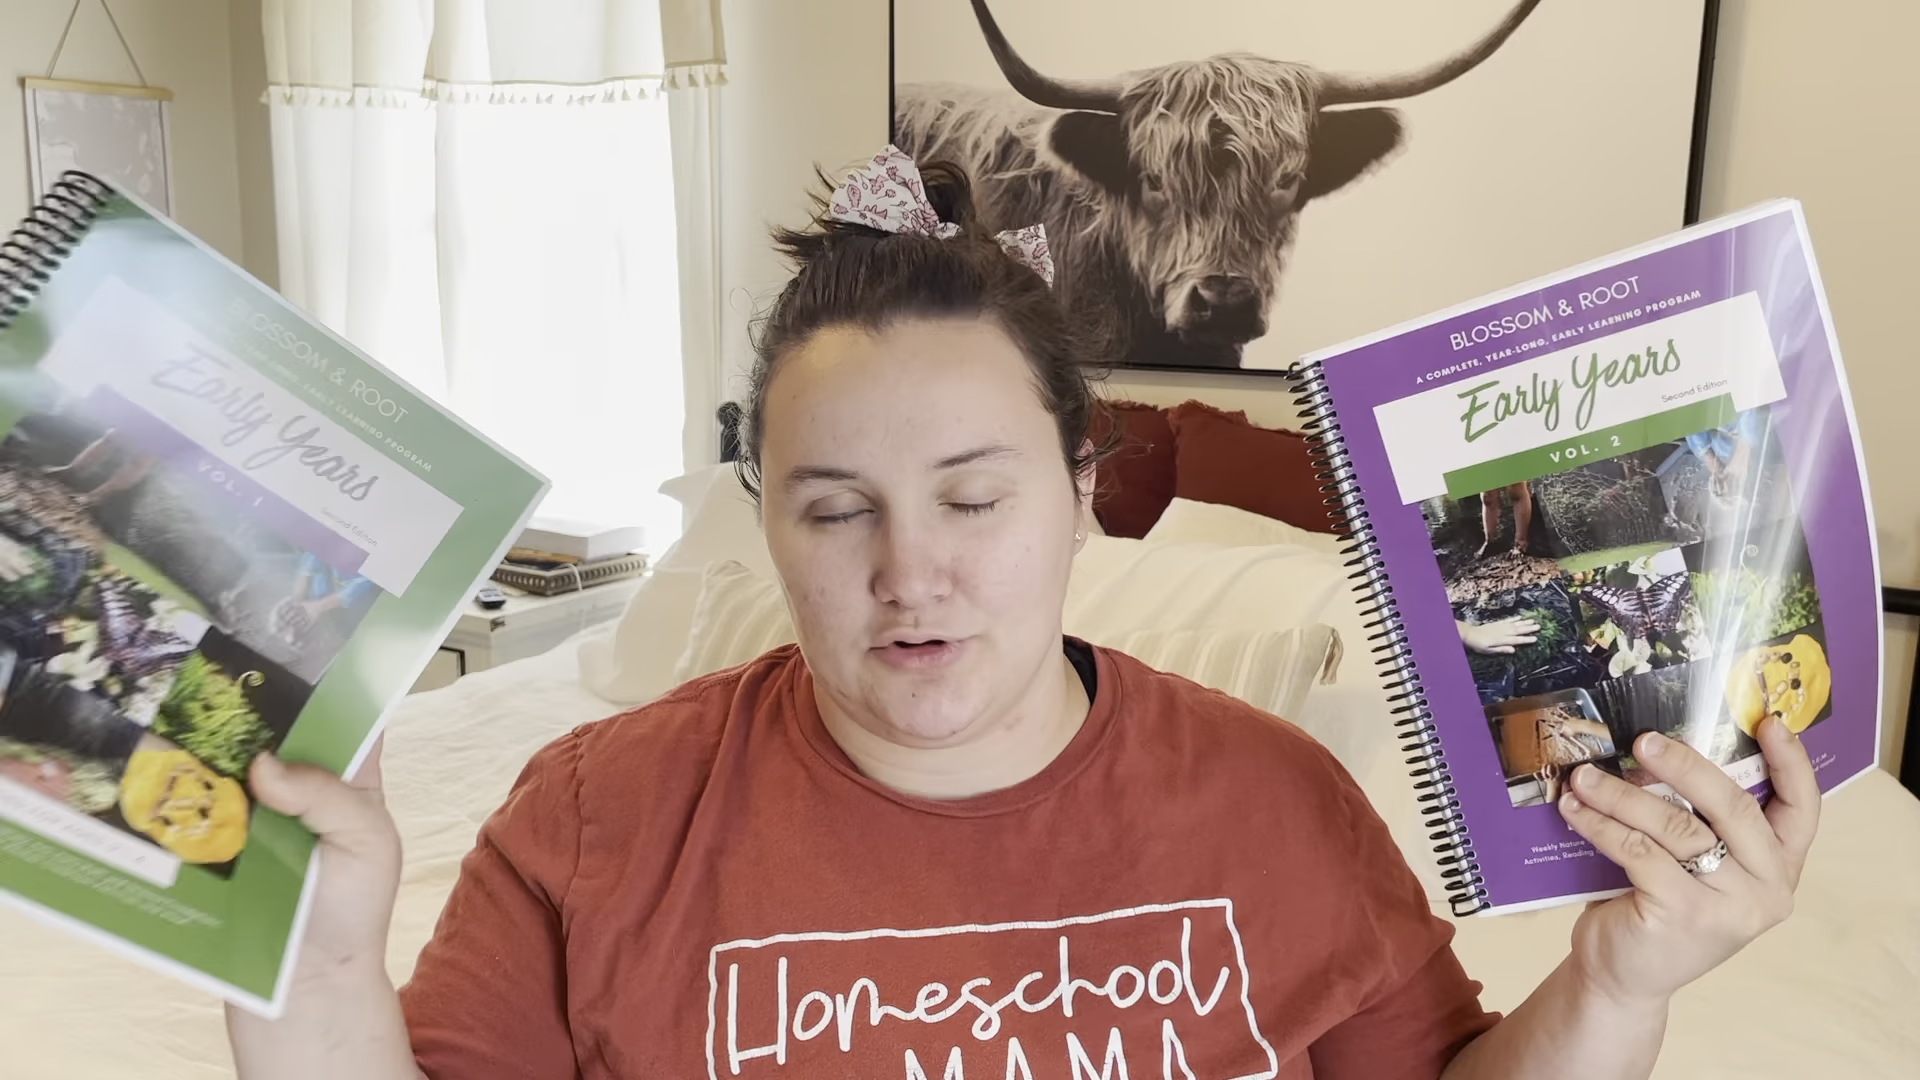 BLOSSOM & ROOT
Early Years
Second Edition
VOL. 1
BLOSSOM & ROOT
A COMPLETE, YEAR-LONG, EARLY LEARNING PROGRAM
Early Years
Second Edition
VOL. 2
Weekly Nature
Activities, Reading
Homeschool
MAMA